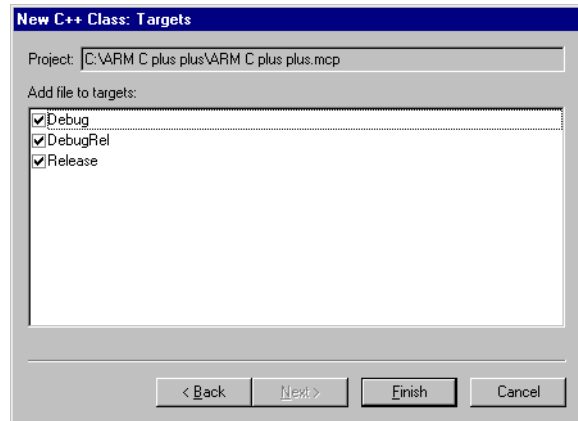 New C++ Class: Targets
Project: C:\ARM C plus plus\ARM C plus plus.mcp
Add file to targets:
Debug
DebugRel
Release
< Back Next > Finish Cancel